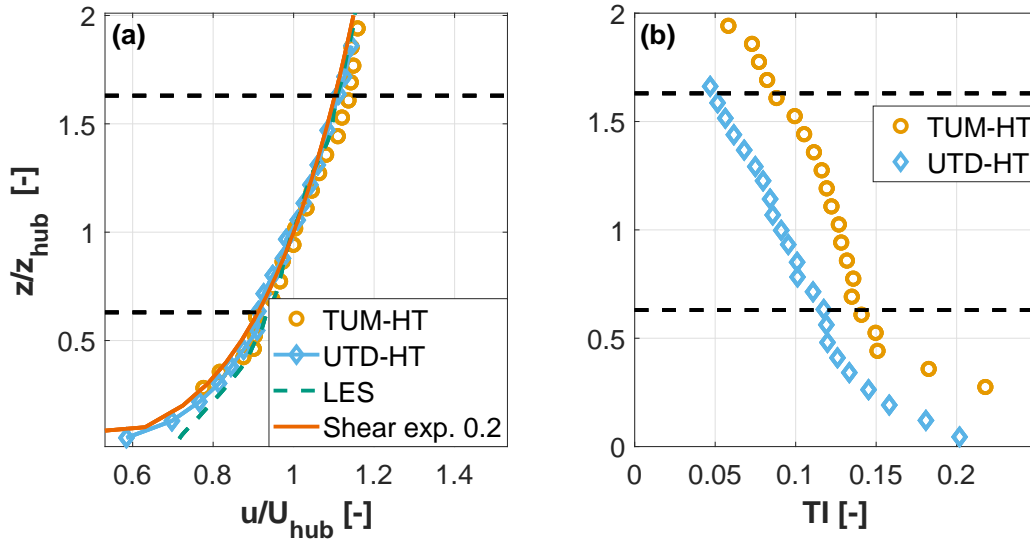 (a)
2
1.5
1
0.5
z/z_hub [-]
0.6 0.8 1 1.2 1.4
u/U_hub [-]
TUM-HT
UTD-HT
LES
Shear exp. 0.2
(b)
2
1.5
1
0.5
0
0 0.05 0.1 0.15 0.2
TI [-]
TUM-HT
UTD-HT